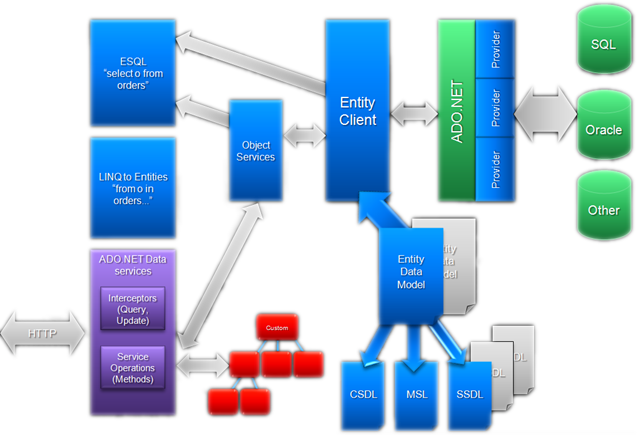 ESQL
"select o from
orders"
LINQ to Entities
"from o in
orders..."
ADO.NET Data
services
Interceptors
(Query,
Update)
Service
Operations
(Methods)
HTTP
Object
Services
Custom
Entity
Client
ADO.NET
Provider
Provider
Provider
SQL
Oracle
Other
Entity
Data
Model
CSDL
MSL
SSDL